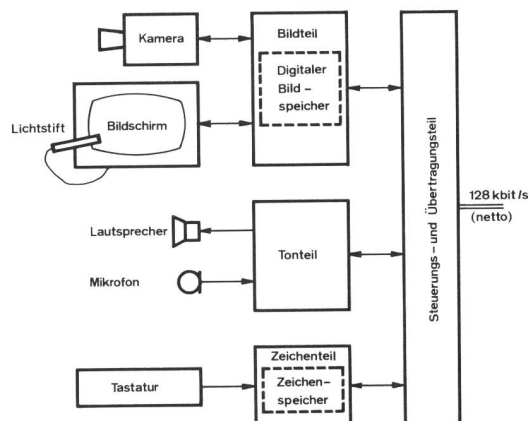 Kamera
Bildteil
Digitaler
Bild –
speicher
Lichtstift
Bildschirm
Steuerungs – und Übertragungsteil
128 kbit /s
(netto)
Lautsprecher
Tonteil
Mikrofon
Zeichenteil
Zeichen–
speicher
Tastatur